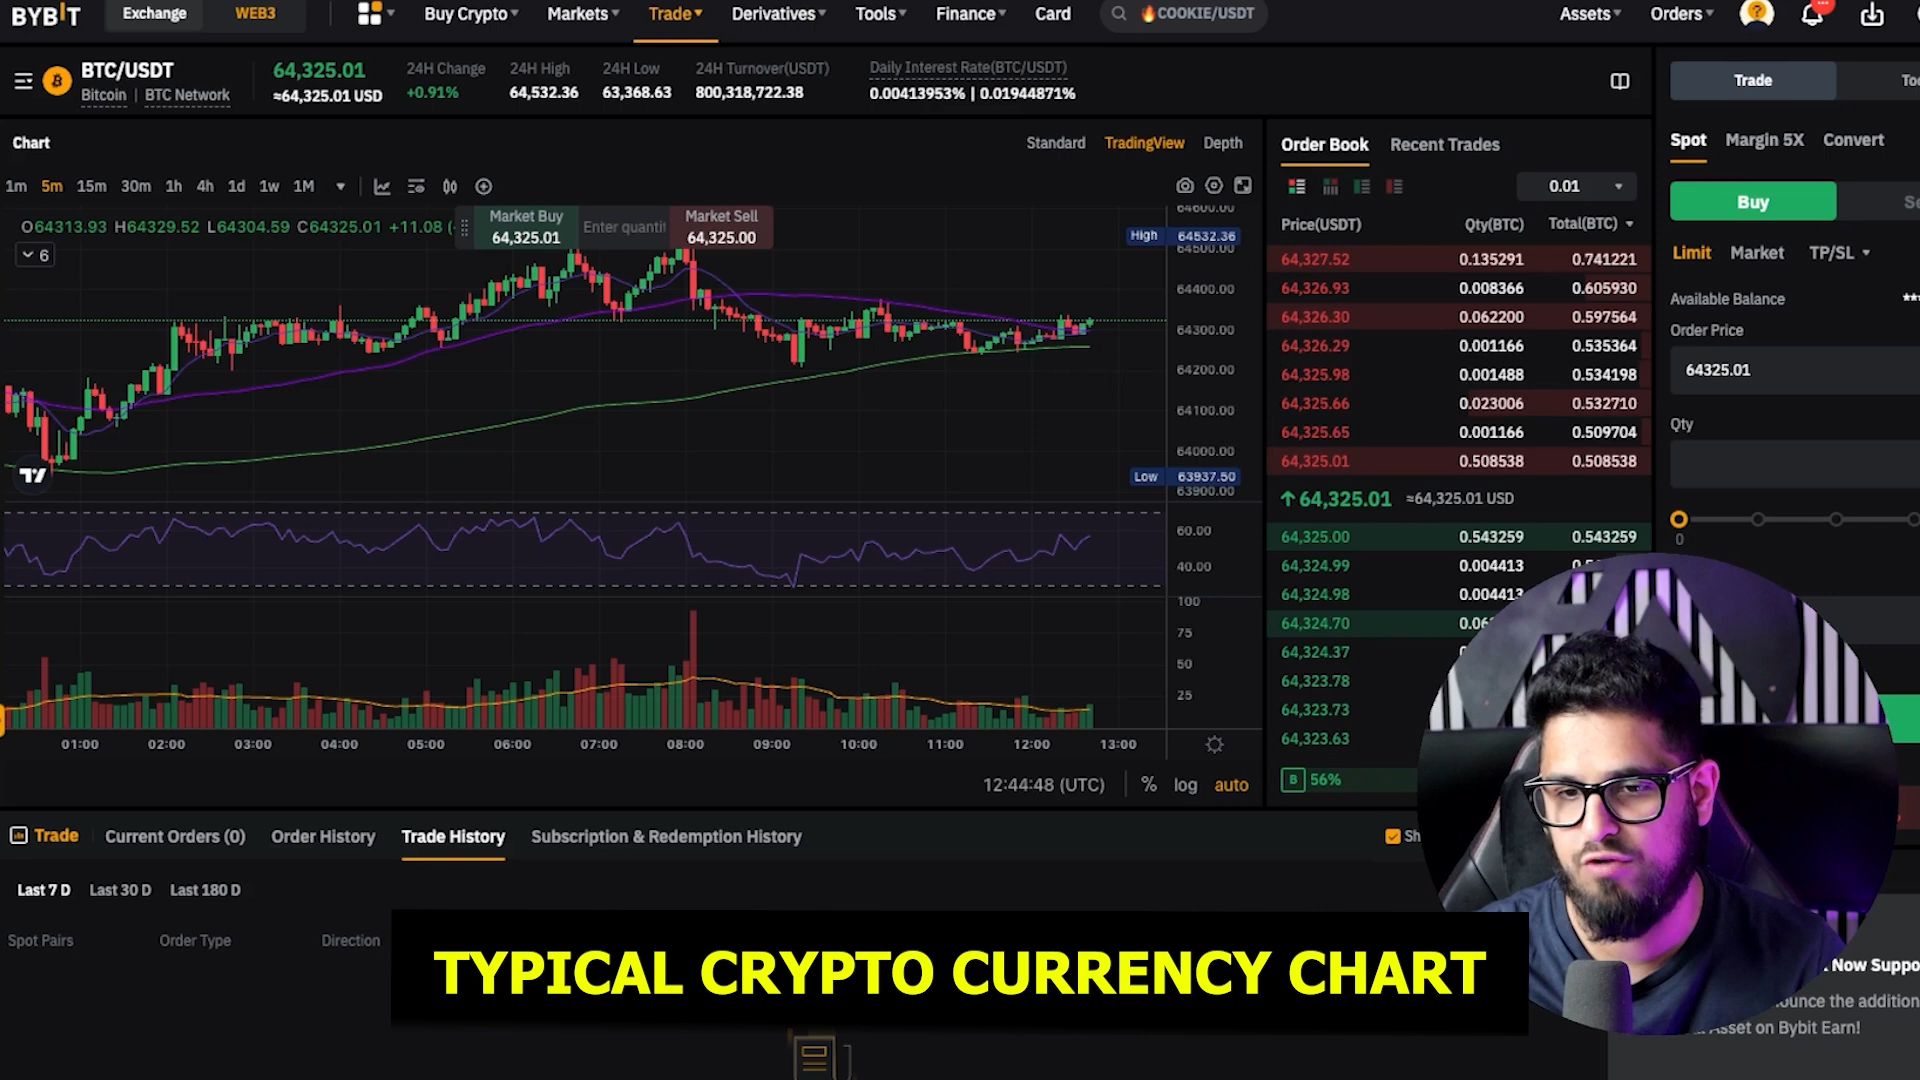 BYBIT Exchange WEB3 Buy Crypto Markets Trade Derivatives Tools Finance Card COOKIE/USDT Assets Orders
BTC/USDT
Bitcoin | BTC Network
64,325.01
≈64,325.01 USD
24H Change
+0.91%
24H High
64,532.36
24H Low
63,368.63
24H Turnover(USDT)
800,318,722.38
Daily Interest Rate(BTC/USDT)
0.00413953% | 0.01944871%
Chart
Standard TradingView Depth
1m 5m 15m 30m 1h 4h 1d 1w 1M
O64313.93 H64329.52 L64304.59 C64325.01 +11.08 (
Market Buy
64,325.01
Enter quantit
Market Sell
64,325.00
6
64600.00
High 64532.36
64500.00
64400.00
64300.00
64200.00
64100.00
64000.00
Low 63937.50
63900.00
60.00
40.00
100
75
50
25
01:00 02:00 03:00 04:00 05:00 06:00 07:00 08:00 09:00 10:00 11:00 12:00 13:00
12:44:48 (UTC) % log auto
Order Book Recent Trades
0.01
Price(USDT) Qty(BTC) Total(BTC)
64,327.52 0.135291 0.741221
64,326.93 0.008366 0.605930
64,326.30 0.062200 0.597564
64,326.29 0.001166 0.535364
64,325.98 0.001488 0.534198
64,325.66 0.023006 0.532710
64,325.65 0.001166 0.509704
64,325.01 0.508538 0.508538
64,325.01 ≈64,325.01 USD
64,325.00 0.543259 0.543259
64,324.99 0.004413
64,324.98 0.004413
64,324.70
64,324.37
64,323.78
64,323.73
64,323.63
B 56%
Trade
Spot Margin 5X Convert
Buy
Limit Market TP/SL
Available Balance **
Order Price
64325.01
Qty
0
Trade Current Orders (0) Order History Trade History Subscription & Redemption History
Last 7 D Last 30 D Last 180 D
Spot Pairs Order Type Direction
TYPICAL CRYPTO CURRENCY CHART
Now Suppo
ounce the addition
Asset on Bybit Earn!